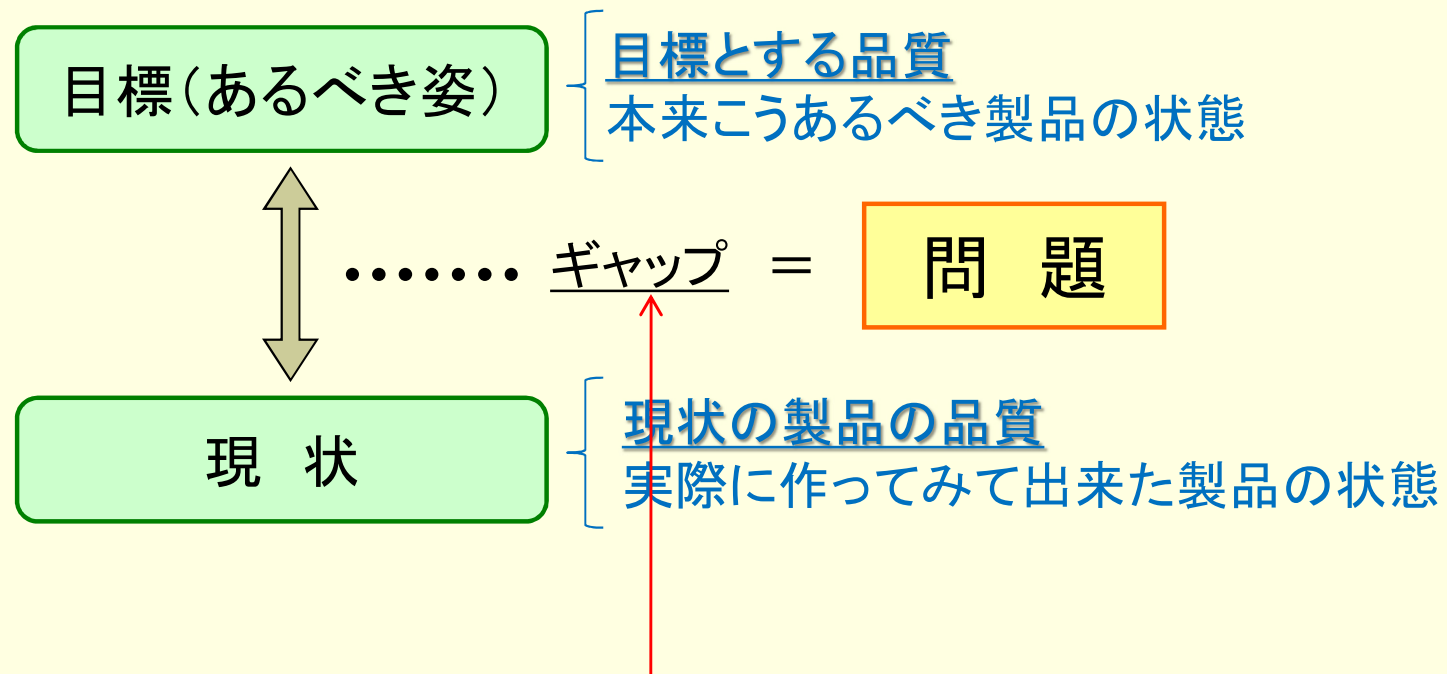 目標(あるべき姿)
目標とする品質
本来こうあるべき製品の状態
・・・・・・・ ギャップ = 問 題
現 状
現状の製品の品質
実際に作ってみて出来た製品の状態